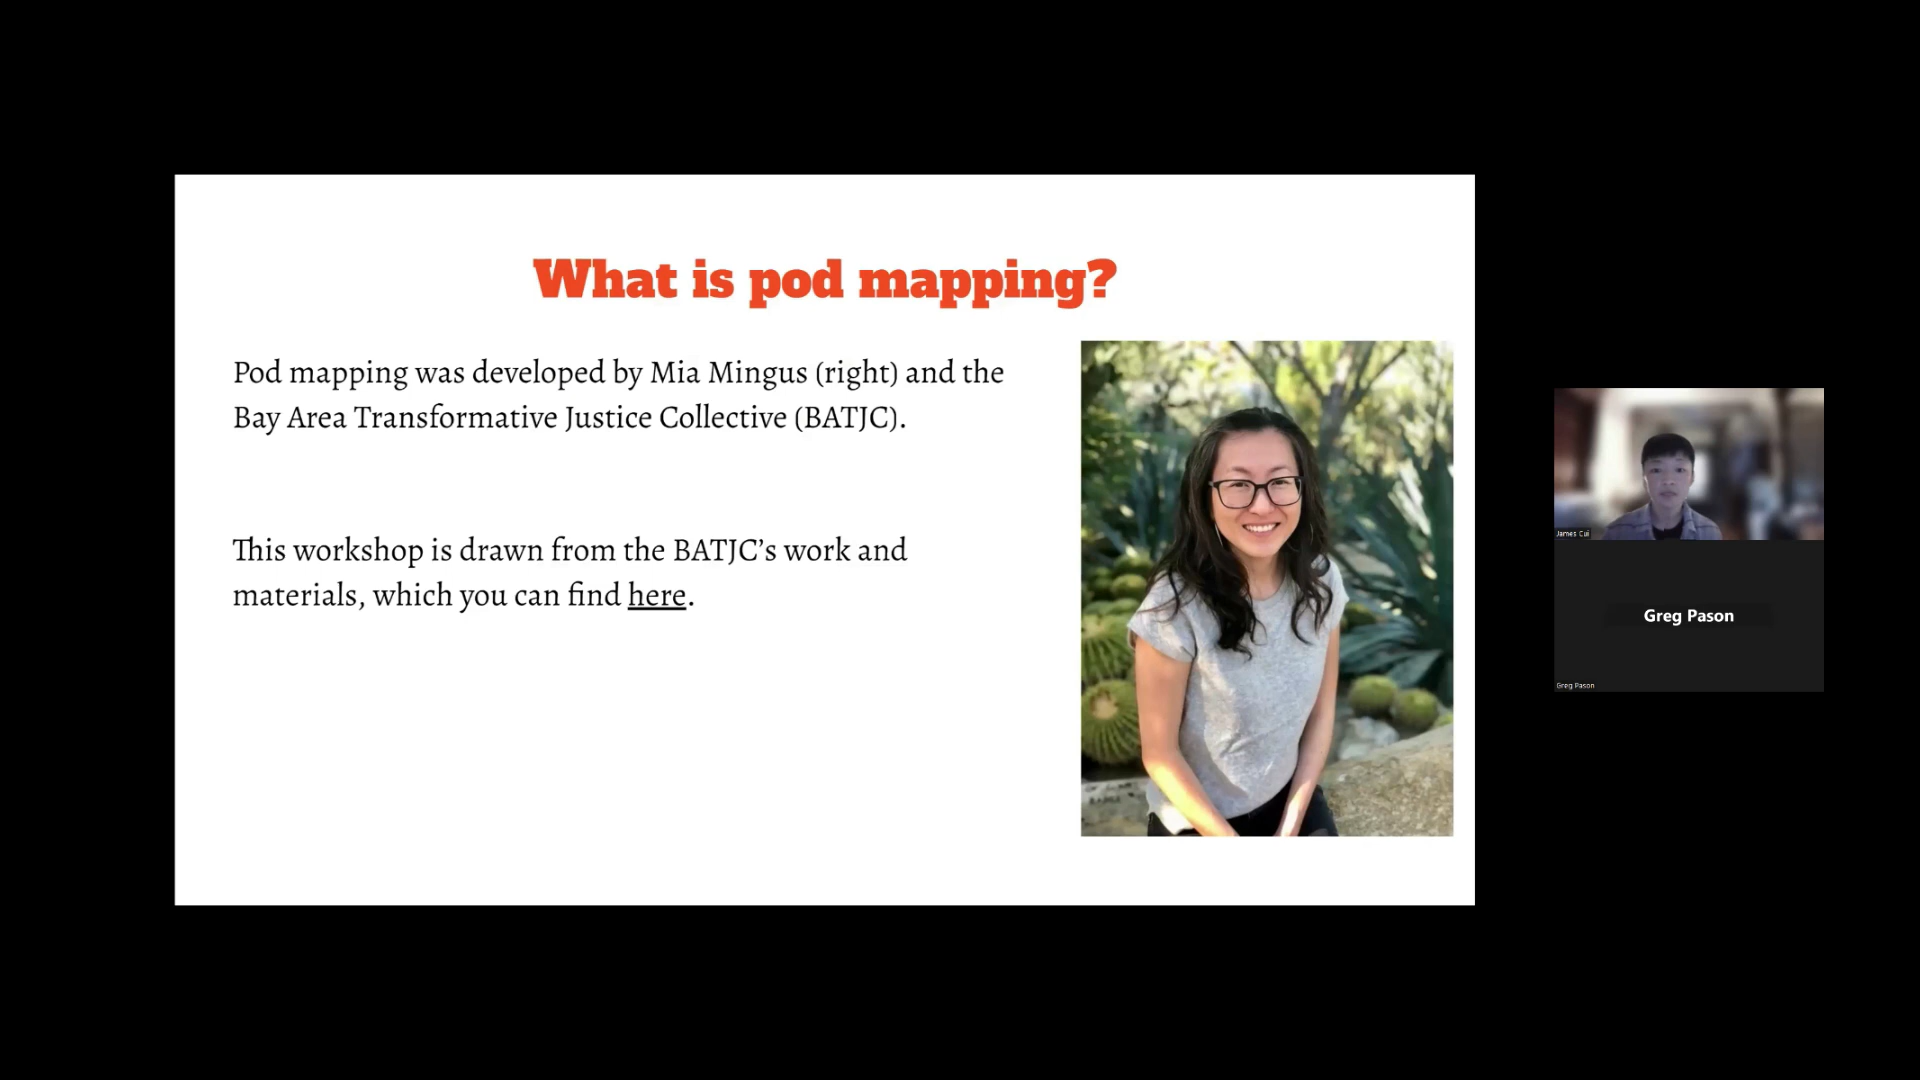 What is pod mapping?
Pod mapping was developed by Mia Mingus (right) and the
Bay Area Transformative Justice Collective (BATJC).
This workshop is drawn from the BATJC’s work and
materials, which you can find here.
James Cui
Greg Pason
Greg Pason